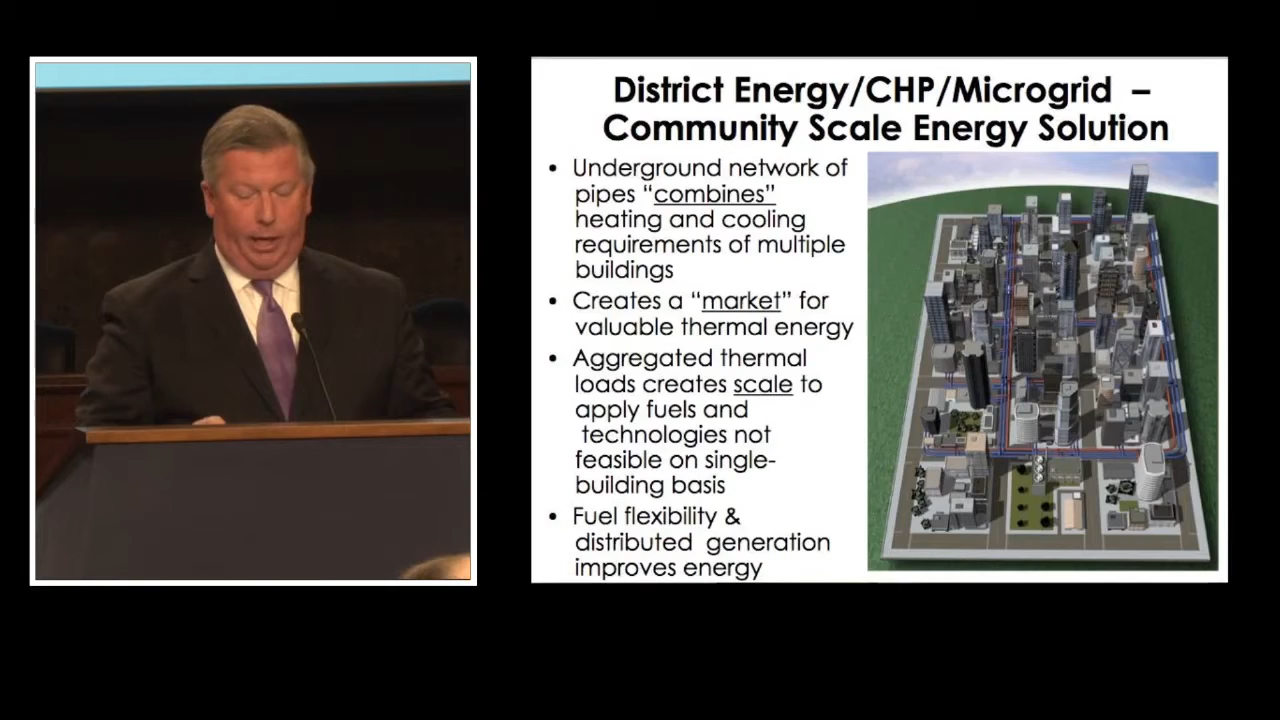 District Energy/CHP/Microgrid –
Community Scale Energy Solution
• Underground network of
pipes “combines”
heating and cooling
requirements of multiple
buildings
• Creates a “market” for
valuable thermal energy
• Aggregated thermal
loads creates scale to
apply fuels and
technologies not
feasible on single-
building basis
• Fuel flexibility &
distributed generation
improves energy